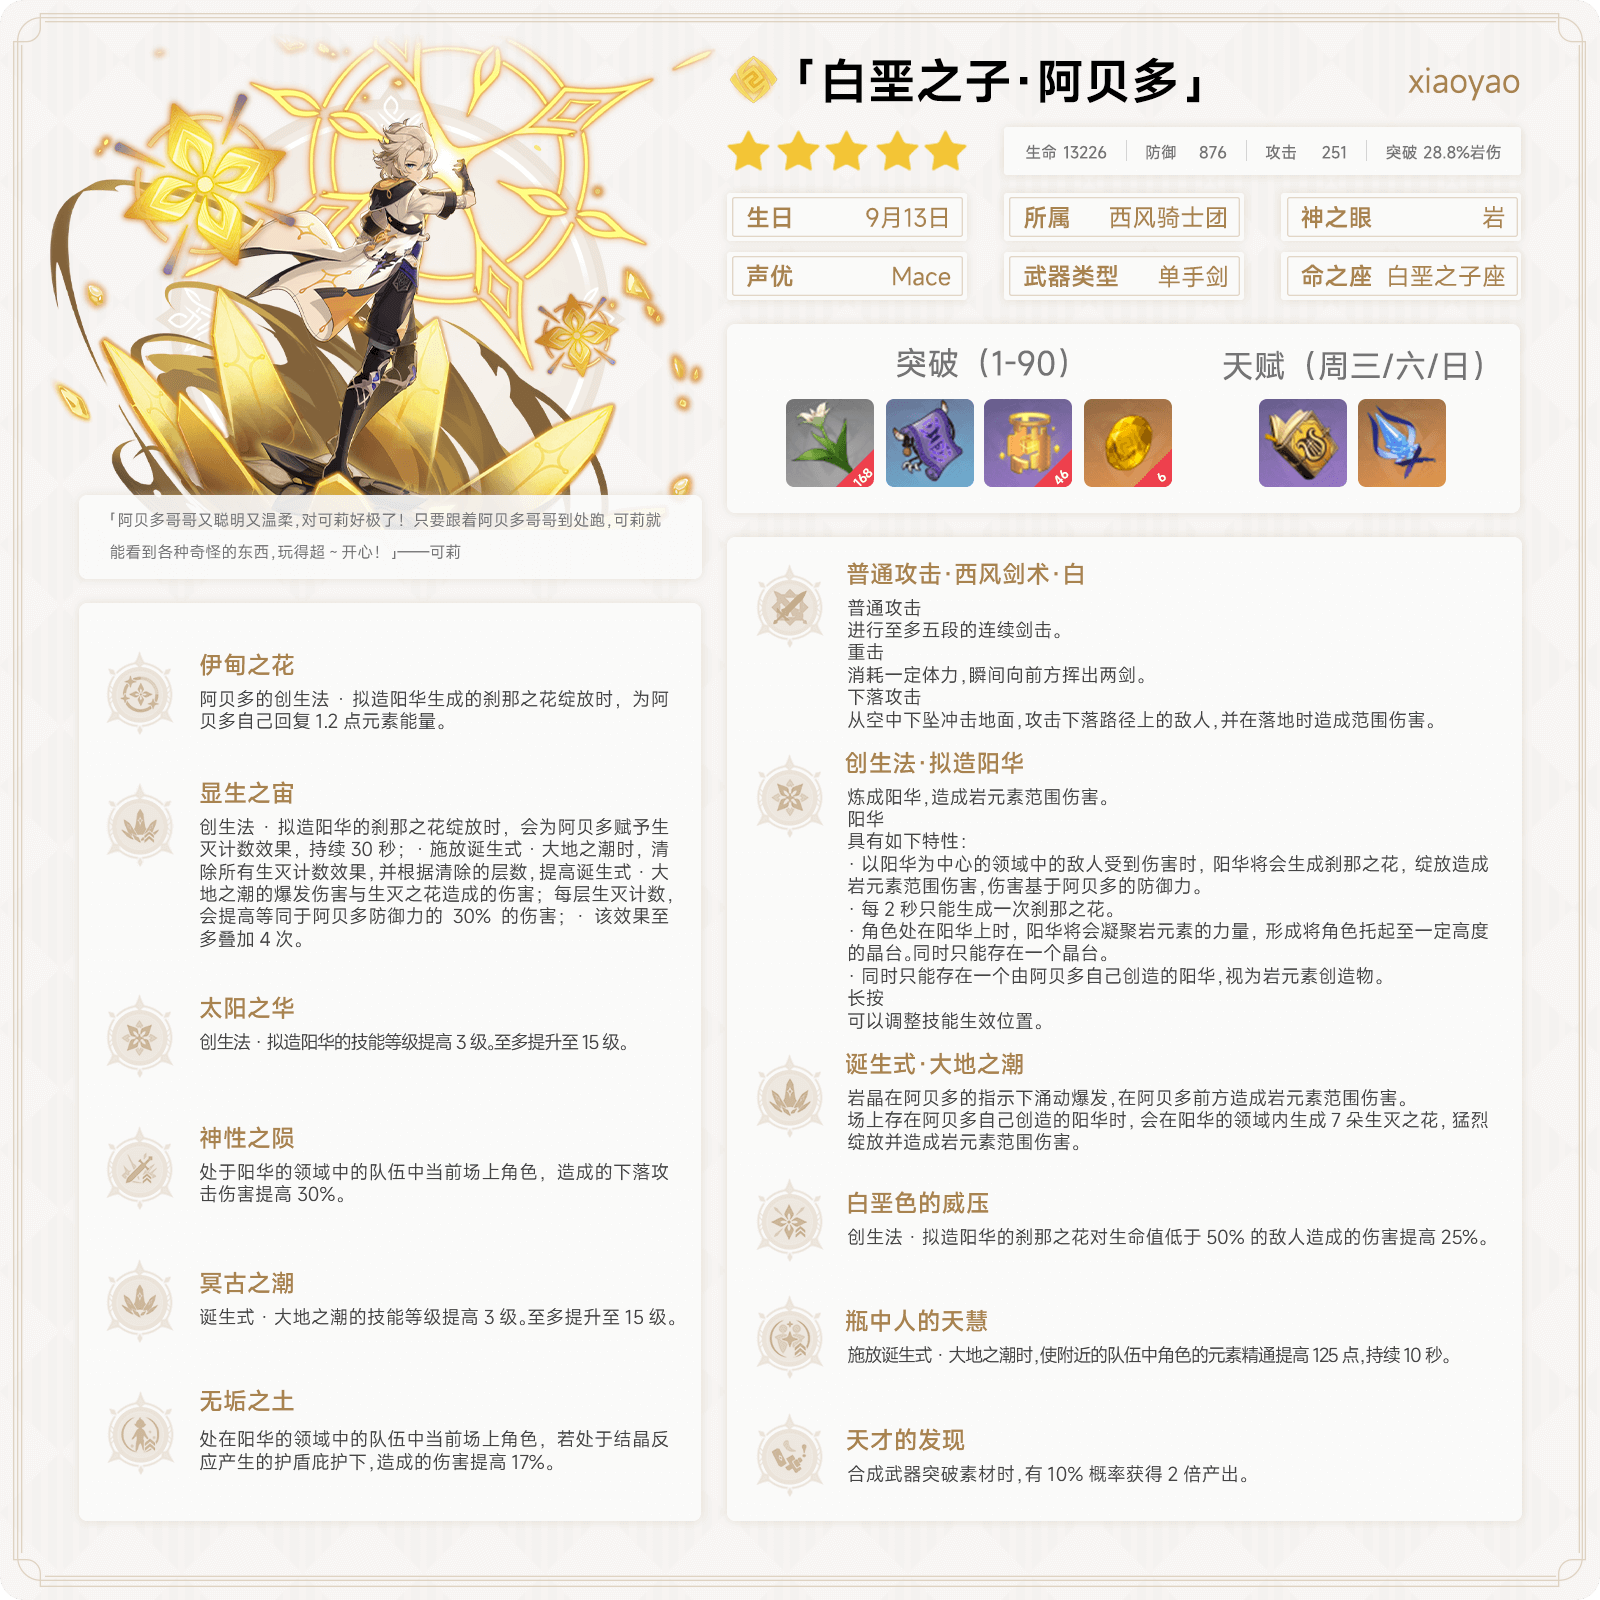 「白垩之子·阿贝多」
xiaoyao
生命 13226
防御 876
攻击 251
突破 28.8%岩伤
生日 9月13日
所属 西风骑士团
神之眼 岩
声优 Mace
武器类型 单手剑
命之座 白垩之子座
突破（1-90）
天赋（周三/六/日）
168
46
6
「阿贝多哥哥又聪明又温柔,对可莉好极了！只要跟着阿贝多哥哥到处跑,可莉就
能看到各种奇怪的东西,玩得超 ~ 开心！」——可莉
伊甸之花
阿贝多的创生法 · 拟造阳华生成的刹那之花绽放时，为阿
贝多自己回复 1.2 点元素能量。
显生之宙
创生法 · 拟造阳华的刹那之花绽放时，会为阿贝多赋予生
灭计数效果，持续 30 秒；· 施放诞生式 · 大地之潮时，清
除所有生灭计数效果,并根据清除的层数,提高诞生式 · 大
地之潮的爆发伤害与生灭之花造成的伤害；每层生灭计数,
会提高等同于阿贝多防御力的 30% 的伤害；· 该效果至
多叠加 4 次。
太阳之华
创生法 · 拟造阳华的技能等级提高 3 级。至多提升至 15 级。
神性之陨
处于阳华的领域中的队伍中当前场上角色，造成的下落攻
击伤害提高 30%。
冥古之潮
诞生式 · 大地之潮的技能等级提高 3 级。至多提升至 15 级。
无垢之土
处在阳华的领域中的队伍中当前场上角色，若处于结晶反
应产生的护盾庇护下,造成的伤害提高 17%。
普通攻击·西风剑术·白
普通攻击
进行至多五段的连续剑击。
重击
消耗一定体力,瞬间向前方挥出两剑。
下落攻击
从空中下坠冲击地面,攻击下落路径上的敌人,并在落地时造成范围伤害。
创生法·拟造阳华
炼成阳华,造成岩元素范围伤害。
阳华
具有如下特性：
· 以阳华为中心的领域中的敌人受到伤害时，阳华将会生成刹那之花，绽放造成
岩元素范围伤害,伤害基于阿贝多的防御力。
· 每 2 秒只能生成一次刹那之花。
· 角色处在阳华上时，阳华将会凝聚岩元素的力量，形成将角色托起至一定高度
的晶台。同时只能存在一个晶台。
· 同时只能存在一个由阿贝多自己创造的阳华,视为岩元素创造物。
长按
可以调整技能生效位置。
诞生式·大地之潮
岩晶在阿贝多的指示下涌动爆发,在阿贝多前方造成岩元素范围伤害。
场上存在阿贝多自己创造的阳华时，会在阳华的领域内生成 7 朵生灭之花，猛烈
绽放并造成岩元素范围伤害。
白垩色的威压
创生法 · 拟造阳华的刹那之花对生命值低于 50% 的敌人造成的伤害提高 25%。
瓶中人的天慧
施放诞生式 · 大地之潮时,使附近的队伍中角色的元素精通提高 125 点,持续 10 秒。
天才的发现
合成武器突破素材时,有 10% 概率获得 2 倍产出。